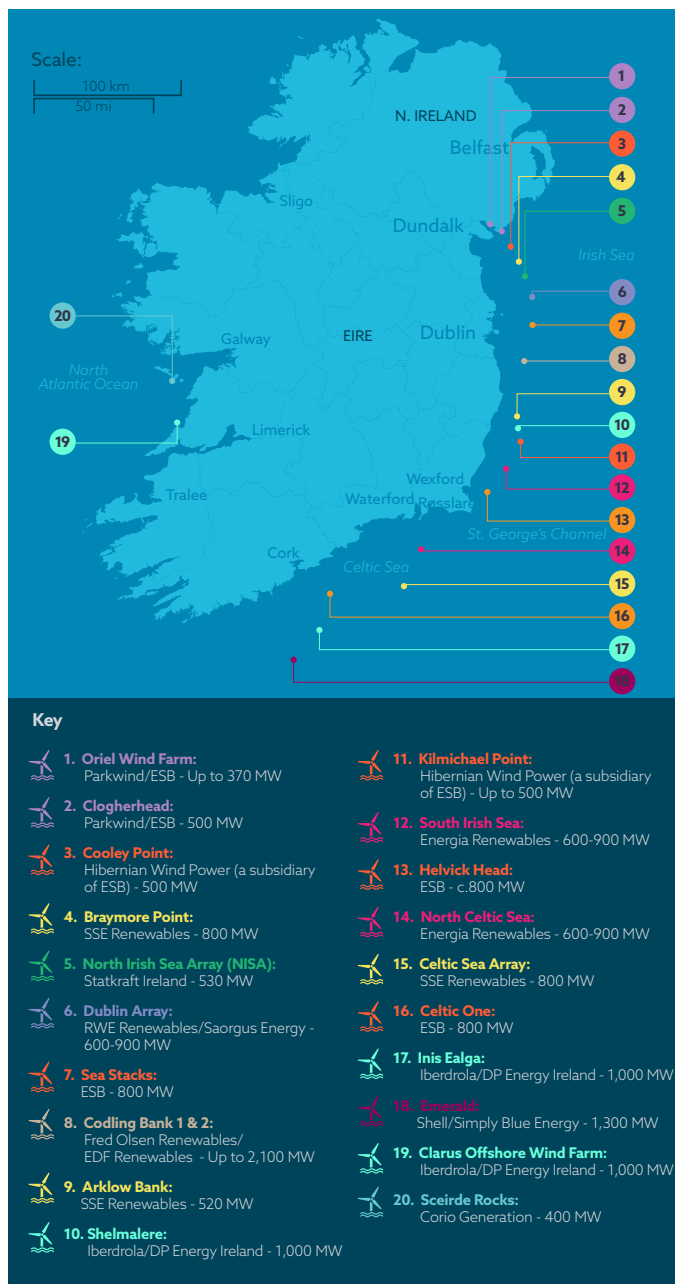 Scale:
100 km
50 mi
N. IRELAND
Belfast
Sligo
Dundalk
Irish Sea
EIRE
Dublin
Galway
North
Atlantic Ocean
Limerick
Tralee
Wexford
Waterford
Rosslare
St. George's Channel
Cork
Celtic Sea
1
2
3
4
5
6
7
8
9
10
11
12
13
14
15
16
17
18
20
19
Key
1. Oriel Wind Farm:
Parkwind/ESB - Up to 370 MW
2. Clogherhead:
Parkwind/ESB - 500 MW
3. Cooley Point:
Hibernian Wind Power (a subsidiary
of ESB) - 500 MW
4. Braymore Point:
SSE Renewables - 800 MW
5. North Irish Sea Array (NISA):
Statkraft Ireland - 530 MW
6. Dublin Array:
RWE Renewables/Saorgus Energy -
600-900 MW
7. Sea Stacks:
ESB - 800 MW
8. Codling Bank 1 & 2:
Fred Olsen Renewables/
EDF Renewables - Up to 2,100 MW
9. Arklow Bank:
SSE Renewables - 520 MW
10. Shelmalere:
Iberdrola/DP Energy Ireland - 1,000 MW
11. Kilmichael Point:
Hibernian Wind Power (a subsidiary
of ESB) - Up to 500 MW
12. South Irish Sea:
Energia Renewables - 600-900 MW
13. Helvick Head:
ESB - c.800 MW
14. North Celtic Sea:
Energia Renewables - 600-900 MW
15. Celtic Sea Array:
SSE Renewables - 800 MW
16. Celtic One:
ESB - 800 MW
17. Inis Ealga:
Iberdrola/DP Energy Ireland - 1,000 MW
18. Emerald:
Shell/Simply Blue Energy - 1,300 MW
19. Clarus Offshore Wind Farm:
Iberdrola/DP Energy Ireland - 1,000 MW
20. Sceirde Rocks:
Corio Generation - 400 MW